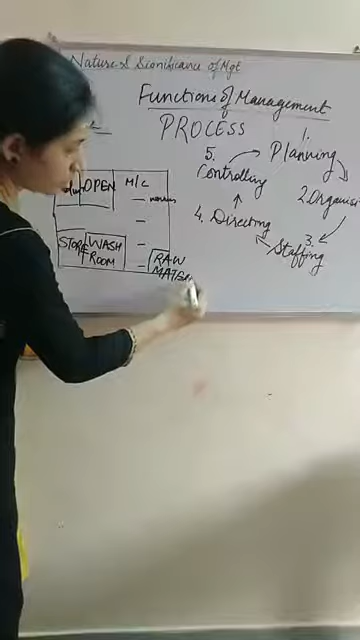 Nature & Significance of Mgt
Functions of Management
PROCESS
1.
Planning
2.
3.
Staffing
4. Directing
5.
Controlling
OPEN
M/C
STORE
WASH
ROOM
RAW